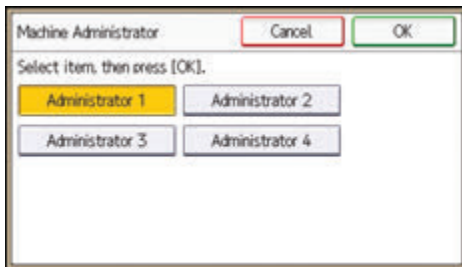 Machine Administrator Cancel OK
Select item, then press [OK].
Administrator 1 Administrator 2
Administrator 3 Administrator 4